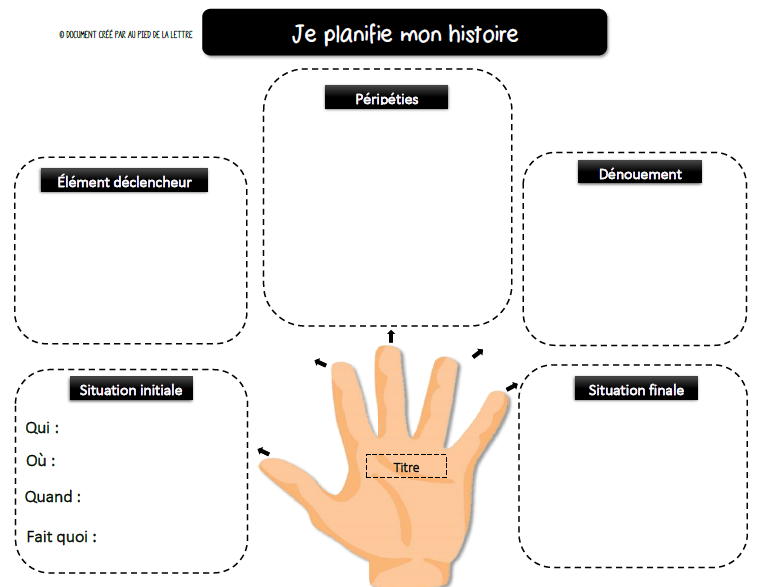 © DOCUMENT CRÉÉ PAR AU PIED DE LA LETTRE
Je planifie mon histoire
Péripéties
Élément déclencheur
Dénouement
Situation initiale
Qui :
Où :
Quand :
Fait quoi :
Situation finale
Titre